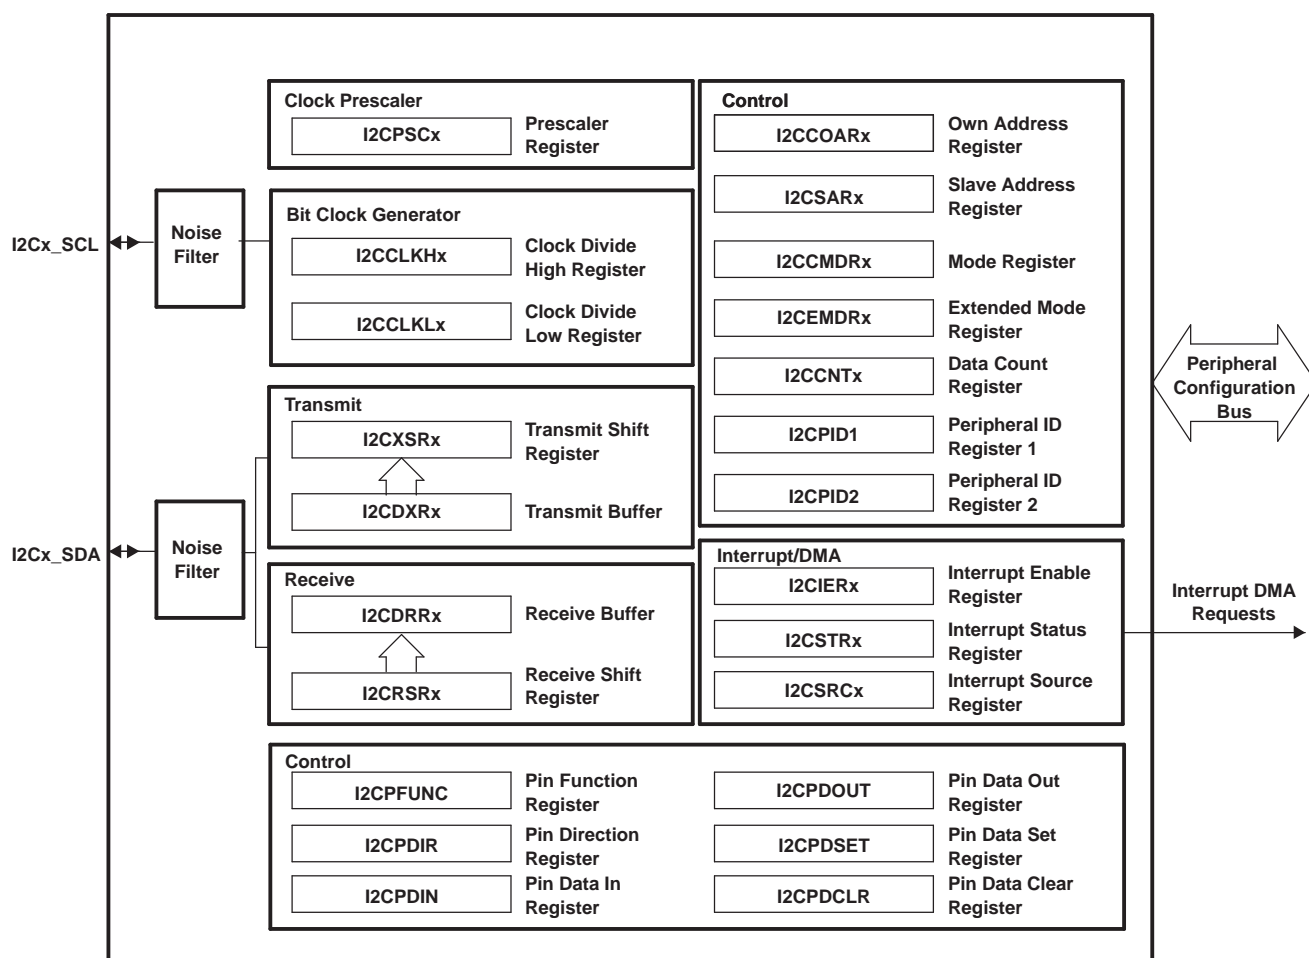 Clock Prescaler
I2CPSCx
Prescaler
Register
I2Cx_SCL
Noise
Filter
Bit Clock Generator
I2CCLKHx
Clock Divide
High Register
I2CCLKLx
Clock Divide
Low Register
Transmit
I2CXSRx
Transmit Shift
Register
I2CDXRx
Transmit Buffer
I2Cx_SDA
Noise
Filter
Receive
I2CDRRx
Receive Buffer
I2CRSRx
Receive Shift
Register
Control
I2CCOARx
Own Address
Register
I2CSARx
Slave Address
Register
I2CCMDRx
Mode Register
I2CEMDRx
Extended Mode
Register
I2CCNTx
Data Count
Register
I2CPID1
Peripheral ID
Register 1
I2CPID2
Peripheral ID
Register 2
Peripheral
Configuration
Bus
Interrupt/DMA
I2CIERx
Interrupt Enable
Register
I2CSTRx
Interrupt Status
Register
I2CSRCx
Interrupt Source
Register
Interrupt DMA
Requests
Control
I2CPFUNC
Pin Function
Register
I2CPDIR
Pin Direction
Register
I2CPDIN
Pin Data In
Register
I2CPDOUT
Pin Data Out
Register
I2CPDSET
Pin Data Set
Register
I2CPDCLR
Pin Data Clear
Register